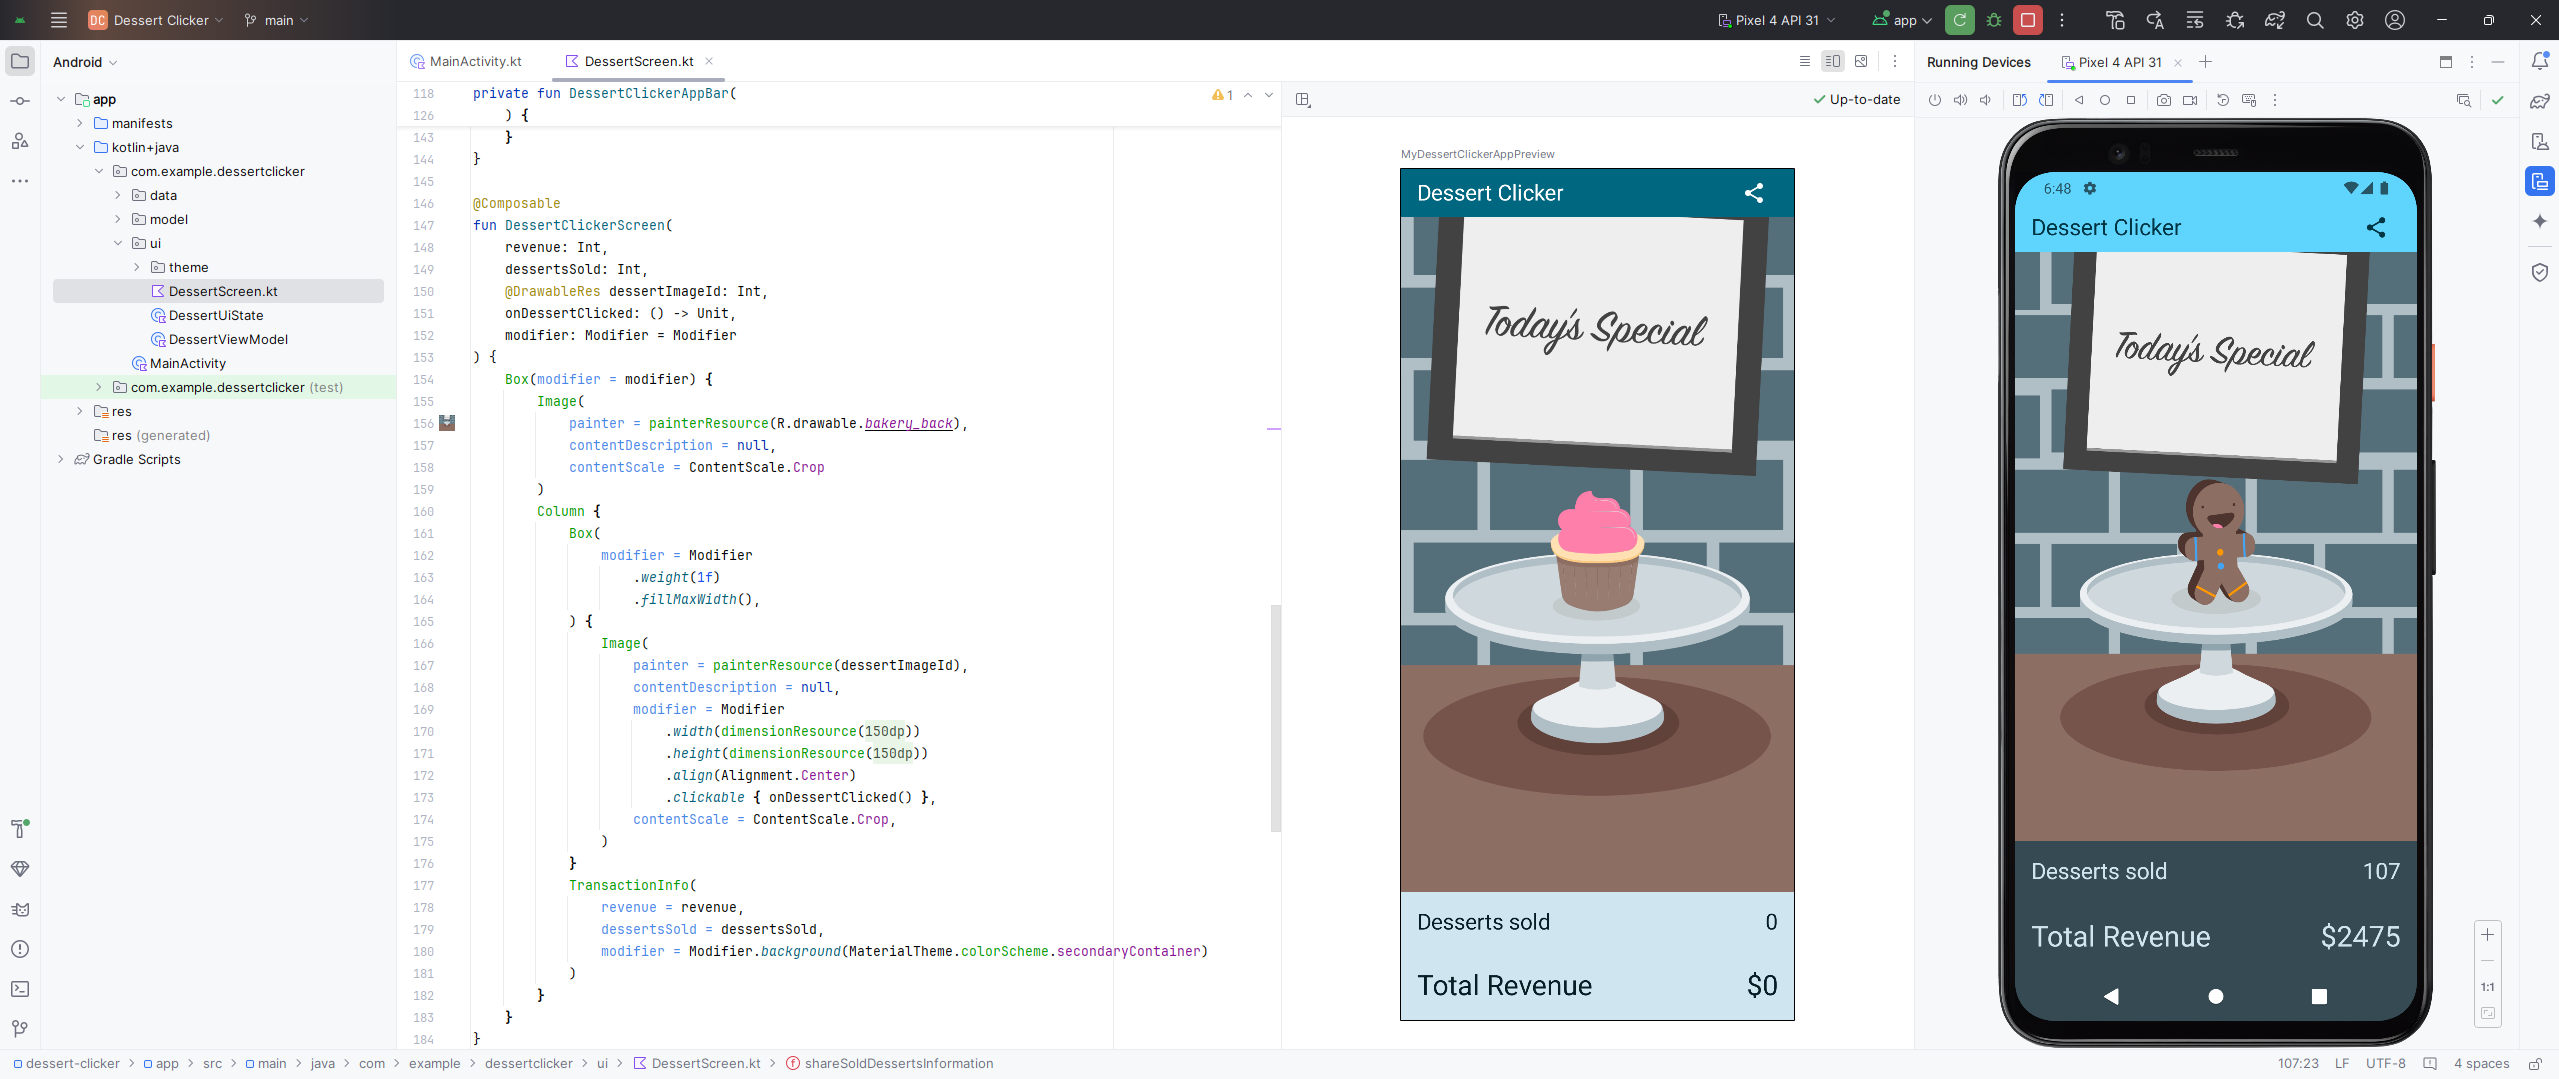 DC Dessert Clicker
main
Pixel 4 API 31
app
Android
MainActivity.kt
DessertScreen.kt
Running Devices
Pixel 4 API 31
app
manifests
kotlin+java
com.example.dessertclicker
data
model
ui
theme
DessertScreen.kt
DessertUiState
DessertViewModel
MainActivity
com.example.dessertclicker (test)
res
res (generated)
Gradle Scripts
118 private fun DessertClickerAppBar(
126 ) {
143 }
144 }
145
146 @Composable
147 fun DessertClickerScreen(
148 revenue: Int,
149 dessertsSold: Int,
150 @DrawableRes dessertImageId: Int,
151 onDessertClicked: () -> Unit,
152 modifier: Modifier = Modifier
153 ) {
154 Box(modifier = modifier) {
155 Image(
156 painter = painterResource(R.drawable.bakery_back),
157 contentDescription = null,
158 contentScale = ContentScale.Crop
159 )
160 Column {
161 Box(
162 modifier = Modifier
163 .weight(1f)
164 .fillMaxWidth(),
165 ) {
166 Image(
167 painter = painterResource(dessertImageId),
168 contentDescription = null,
169 modifier = Modifier
170 .width(dimensionResource(150dp))
171 .height(dimensionResource(150dp))
172 .align(Alignment.Center)
173 .clickable { onDessertClicked() },
174 contentScale = ContentScale.Crop,
175 )
176 }
177 TransactionInfo(
178 revenue = revenue,
179 dessertsSold = dessertsSold,
180 modifier = Modifier.background(MaterialTheme.colorScheme.secondaryContainer)
181 )
182 }
183 }
184 }
1
Up-to-date
MyDessertClickerAppPreview
Dessert Clicker
Today's Special
Desserts sold 0
Total Revenue $0
6:48
Dessert Clicker
Today's Special
Desserts sold 107
Total Revenue $2475
1:1
dessert-clicker > app > src > main > java > com > example > dessertclicker > ui > DessertScreen.kt > shareSoldDessertsInformation
107:23 LF UTF-8 4 spaces